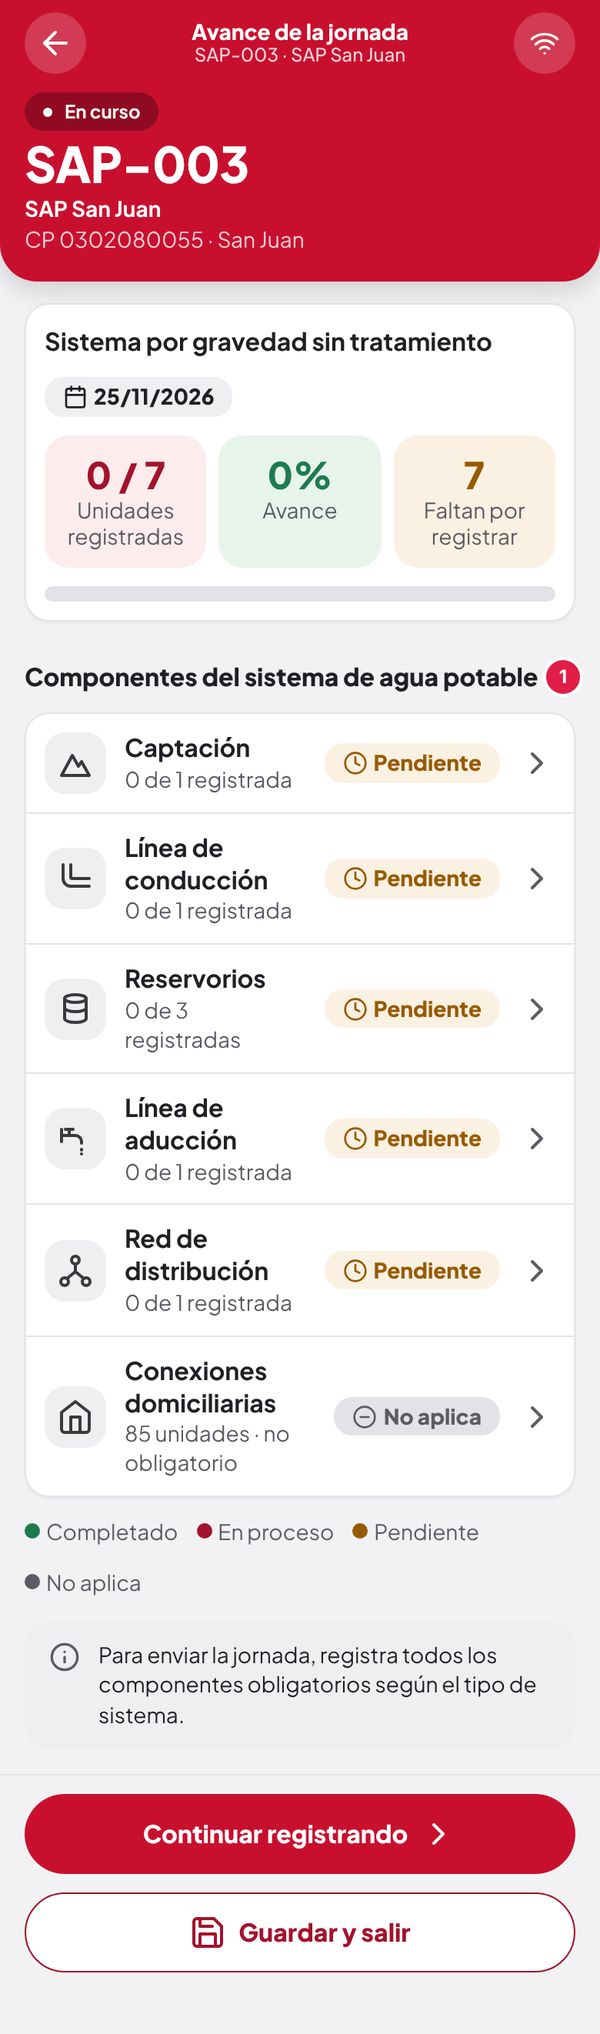 Avance de la jornada
SAP-003 · SAP San Juan
En curso
SAP-003
SAP San Juan
CP 0302080055 · San Juan
Sistema por gravedad sin tratamiento
25/11/2026
0 / 7
Unidades
registradas
0%
Avance
7
Faltan por
registrar
Componentes del sistema de agua potable
1
Captación
0 de 1 registrada
Pendiente
Línea de
conducción
0 de 1 registrada
Pendiente
Reservorios
0 de 3
registradas
Pendiente
Línea de
aducción
0 de 1 registrada
Pendiente
Red de
distribución
0 de 1 registrada
Pendiente
Conexiones
domiciliarias
85 unidades · no
obligatorio
No aplica
Completado
En proceso
Pendiente
No aplica
Para enviar la jornada, registra todos los
componentes obligatorios según el tipo de
sistema.
Continuar registrando
Guardar y salir